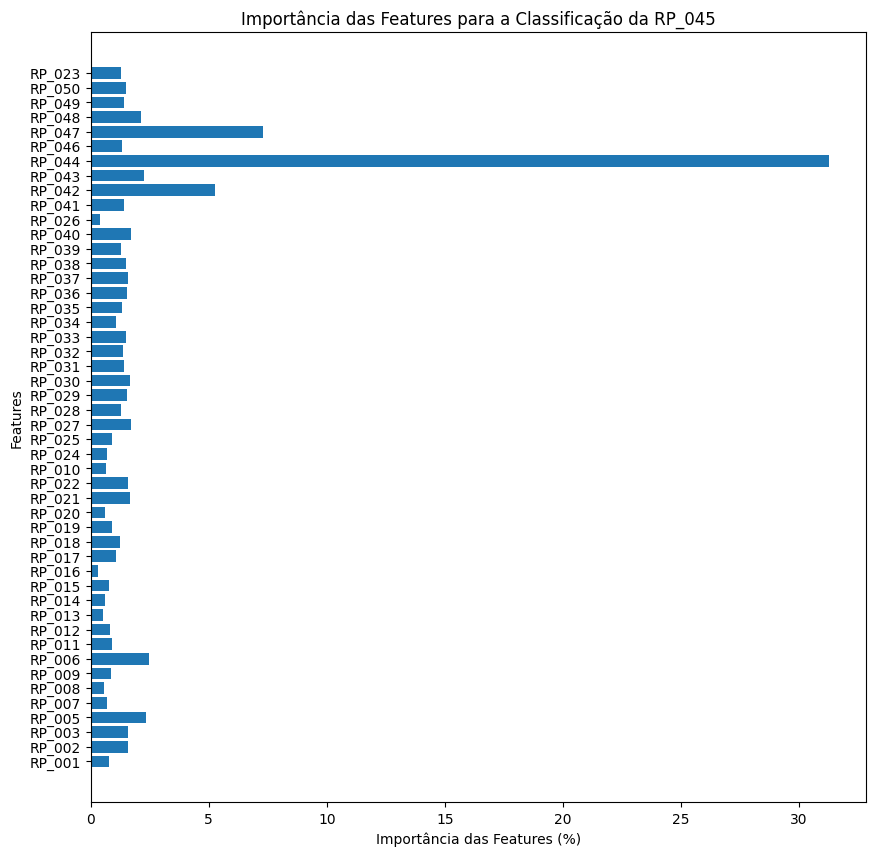 Importância das Features para a Classificação da RP_045
RP_023
RP_050
RP_049
RP_048
RP_047
RP_046
RP_044
RP_043
RP_042
RP_041
RP_026
RP_040
RP_039
RP_038
RP_037
RP_036
RP_035
RP_034
RP_033
RP_032
RP_031
RP_030
RP_029
RP_028
RP_027
RP_025
RP_024
RP_010
RP_022
RP_021
RP_020
RP_019
RP_018
RP_017
RP_016
RP_015
RP_014
RP_013
RP_012
RP_011
RP_006
RP_009
RP_008
RP_007
RP_005
RP_003
RP_002
RP_001
Features
0 5 10 15 20 25 30
Importância das Features (%)